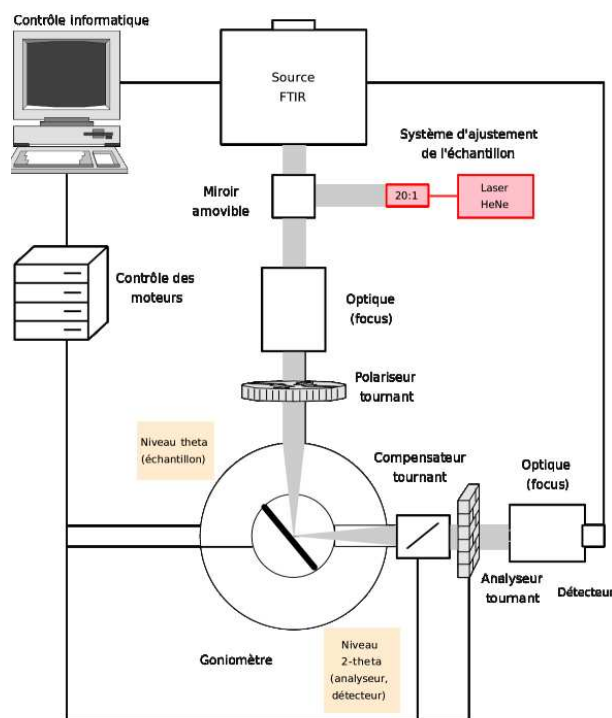 Contrôle informatique
Source
FTIR
Système d'ajustement
de l'échantillon
Miroir
amovible
20:1
Laser
HeNe
Contrôle des
moteurs
Optique
(focus)
Polariseur
tournant
Niveau theta
(échantillon)
Compensateur
tournant
Optique
(focus)
Analyseur
tournant
Détecteur
Goniomètre
Niveau
2-theta
(analyseur,
détecteur)